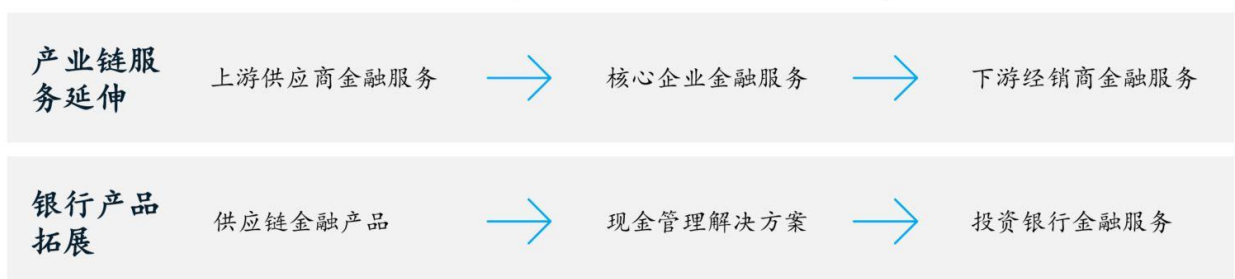 产业链服
务延伸
上游供应商金融服务
核心企业金融服务
下游经销商金融服务
银行产品
拓展
供应链金融产品
现金管理解决方案
投资银行金融服务